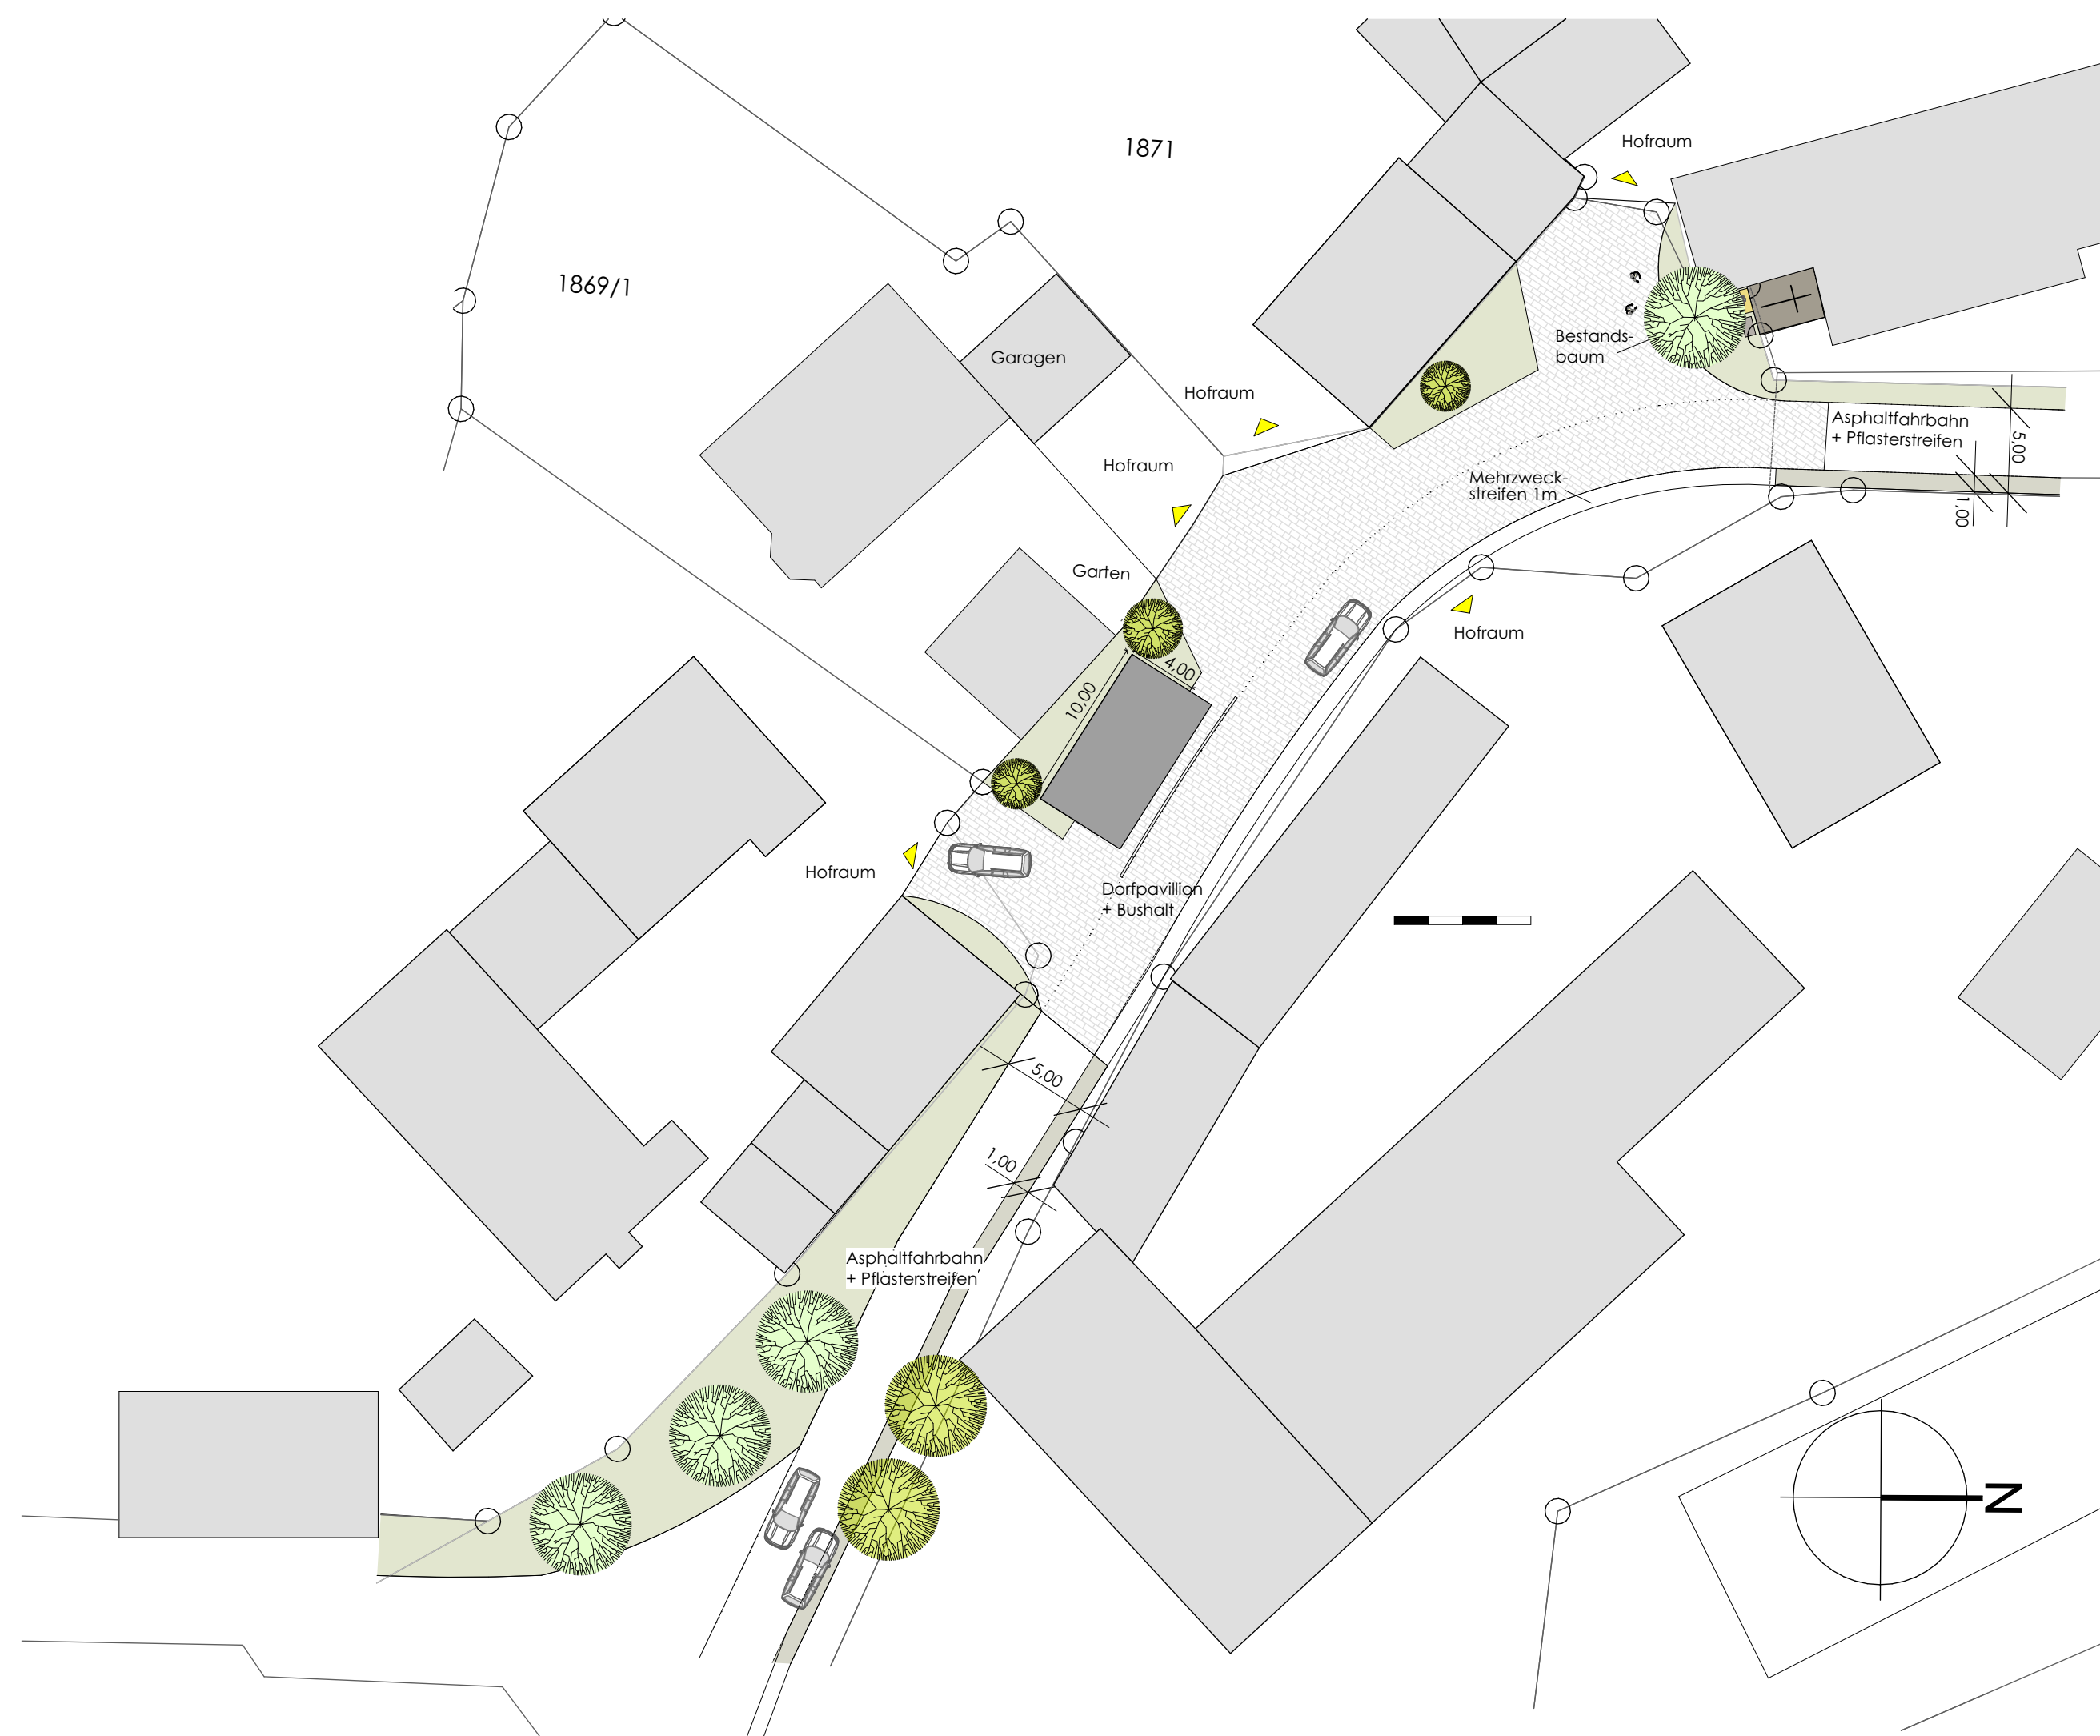 1871
Hofraum
1869/1
Garagen
Bestands-
baum
Hofraum
Asphaltfahrbahn
+ Pflasterstreifen
5,00
Hofraum
Mehrzweck-
streifen 1m
1,00
Garten
Hofraum
4,00
10,00
Hofraum
Dorfpavillion
+ Bushalt
5,00
1,00
Asphaltfahrbahn
+ Pflasterstreifen
N